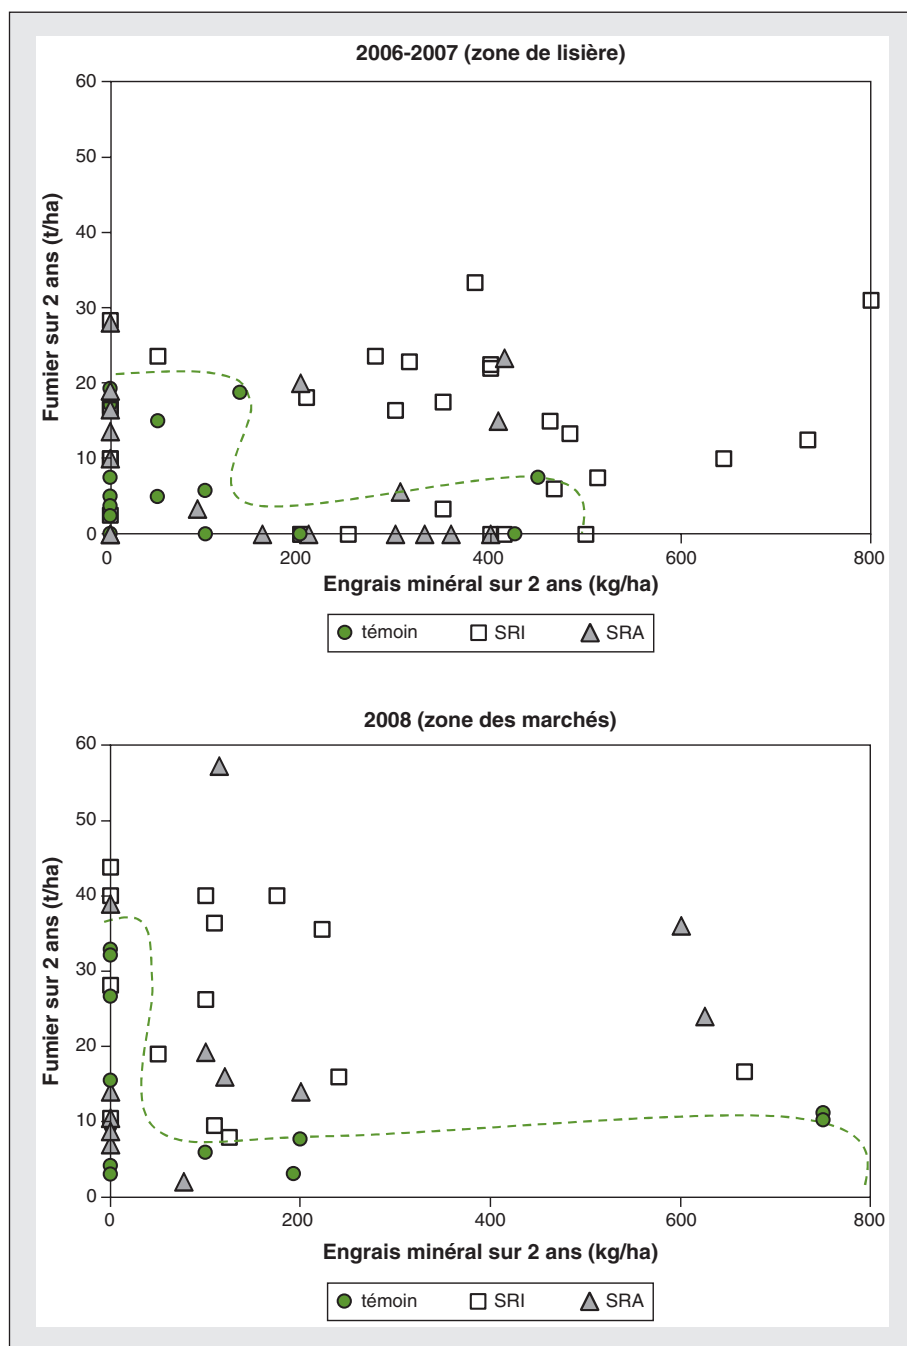 2006-2007 (zone de lisière)
Fumier sur 2 ans (t/ha)
60
50
40
30
20
10
0
0 200 400 600 800
Engrais minéral sur 2 ans (kg/ha)
témoin SRI SRA
2008 (zone des marchés)
Fumier sur 2 ans (t/ha)
60
50
40
30
20
10
0
0 200 400 600 800
Engrais minéral sur 2 ans (kg/ha)
témoin SRI SRA